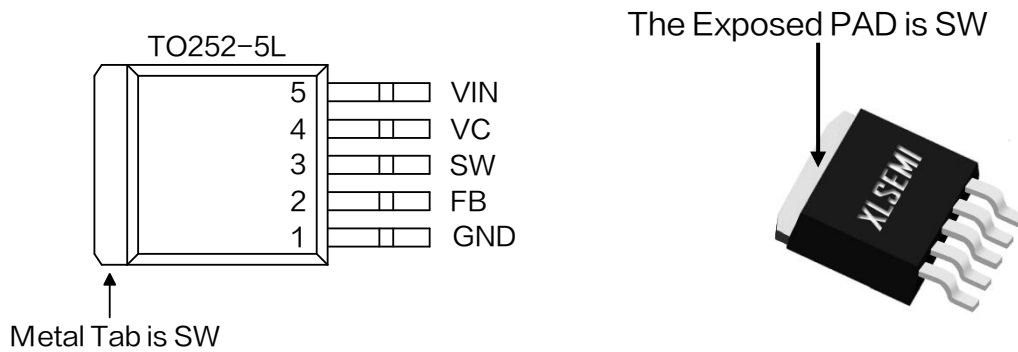 TO252-5L
5 VIN
4 VC
3 SW
2 FB
1 GND
Metal Tab is SW
The Exposed PAD is SW
XLSEMI